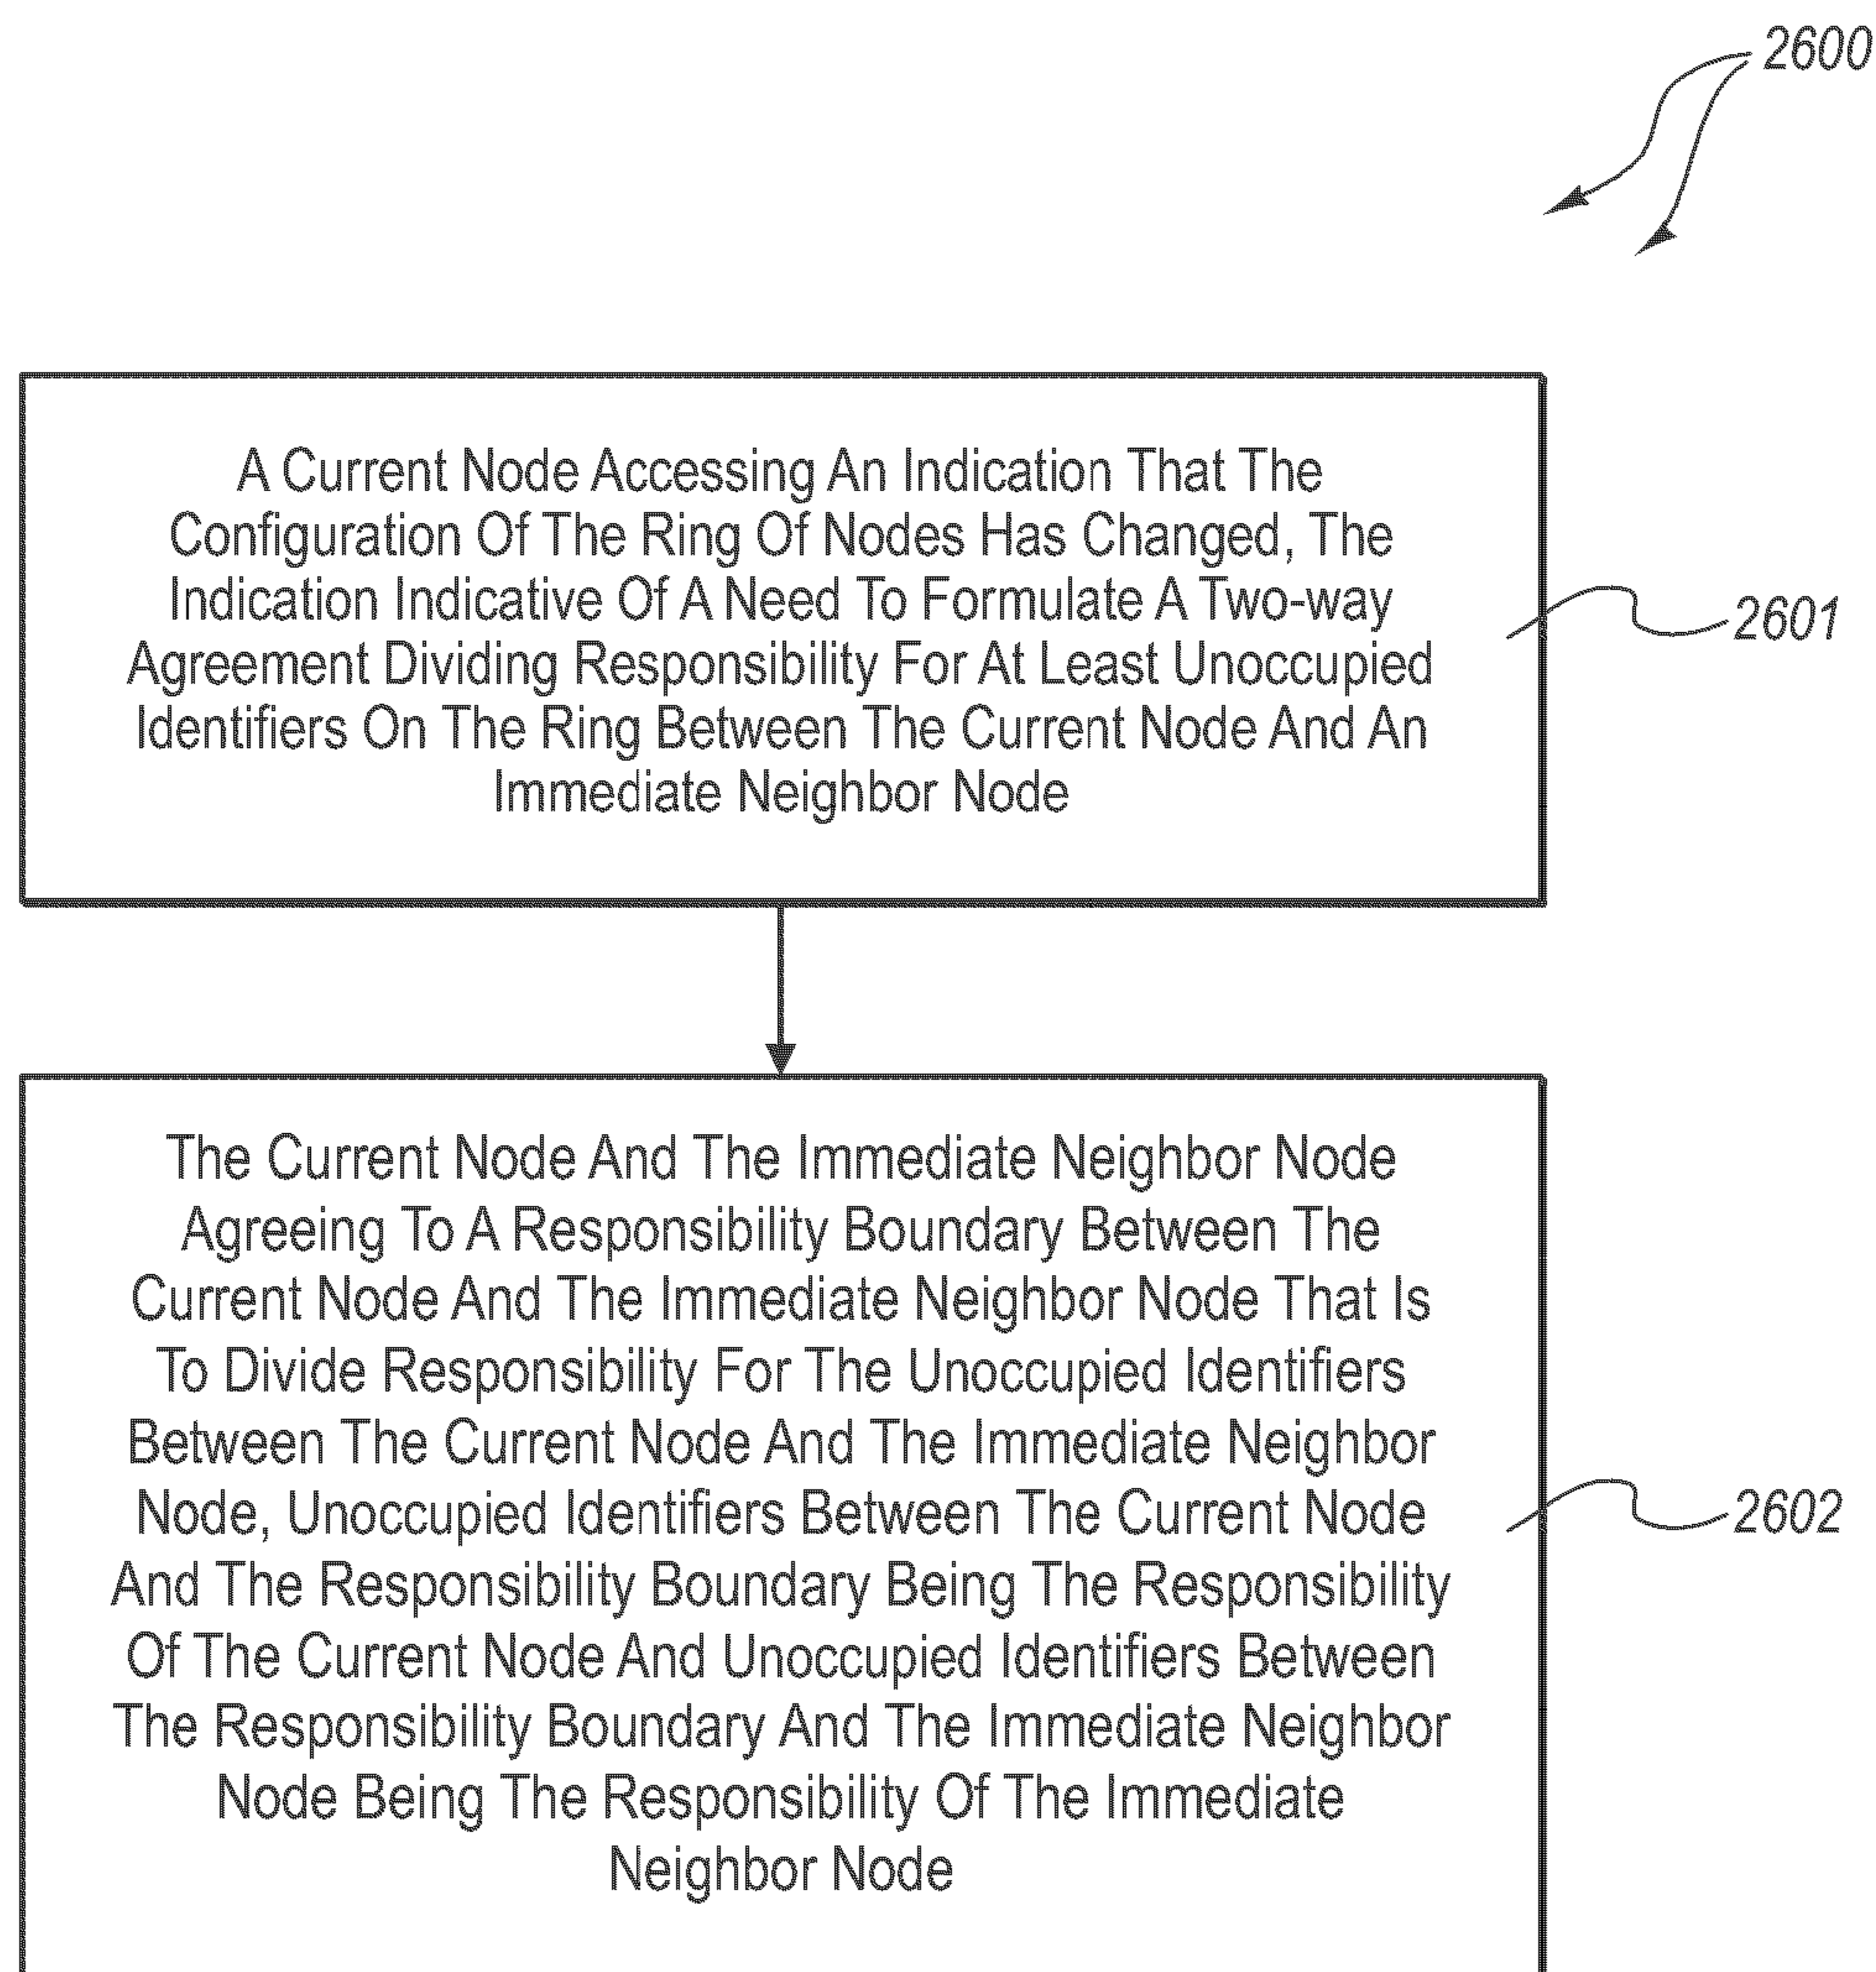 2600
A Current Node Accessing An Indication That The
Configuration Of The Ring Of Nodes Has Changed, The
Indication Indicative Of A Need To Formulate A Two-way
Agreement Dividing Responsibility For At Least Unoccupied
Identifiers On The Ring Between The Current Node And An
Immediate Neighbor Node
2601
The Current Node And The Immediate Neighbor Node
Agreeing To A Responsibility Boundary Between The
Current Node And The Immediate Neighbor Node That Is
To Divide Responsibility For The Unoccupied Identifiers
Between The Current Node And The Immediate Neighbor
Node, Unoccupied Identifiers Between The Current Node
And The Responsibility Boundary Being The Responsibility
Of The Current Node And Unoccupied Identifiers Between
The Responsibility Boundary And The Immediate Neighbor
Node Being The Responsibility Of The Immediate
Neighbor Node
2602